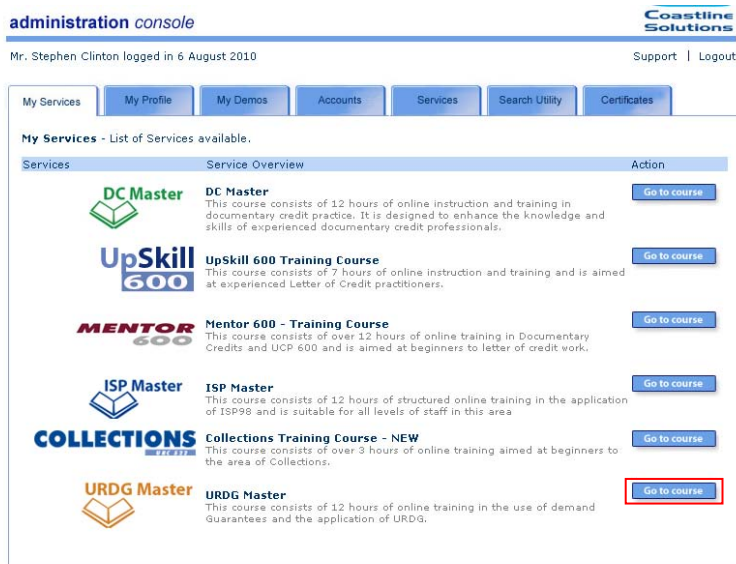 administration console
Coastline
Solutions
Mr. Stephen Clinton logged in 6 August 2010
Support | Logout
My Services
My Profile
My Demos
Accounts
Services
Search Utility
Certificates
My Services - List of Services available.
Services
Service Overview
Action
DC Master
DC Master
Go to course
This course consists of 12 hours of online instruction and training in
documentary credit practice. It is designed to enhance the knowledge and
skills of experienced documentary credit professionals.
UpSkill
600
UpSkill 600 Training Course
Go to course
This course consists of 7 hours of online instruction and training and is aimed
at experienced Letter of Credit practitioners.
MENTOR
600
Mentor 600 - Training Course
Go to course
This course consists of over 12 hours of online training in Documentary
Credits and UCP 600 and is aimed at beginners to letter of credit work.
ISP Master
ISP Master
Go to course
This course consists of 12 hours of structured online training in the application
of ISP98 and is suitable for all levels of staff in this area
COLLECTIONS
URC 522
Collections Training Course - NEW
Go to course
This course consists of over 3 hours of online training aimed at beginners to
the area of Collections.
URDG Master
URDG Master
Go to course
This course consists of 12 hours of online training in the use of demand
Guarantees and the application of URDG.